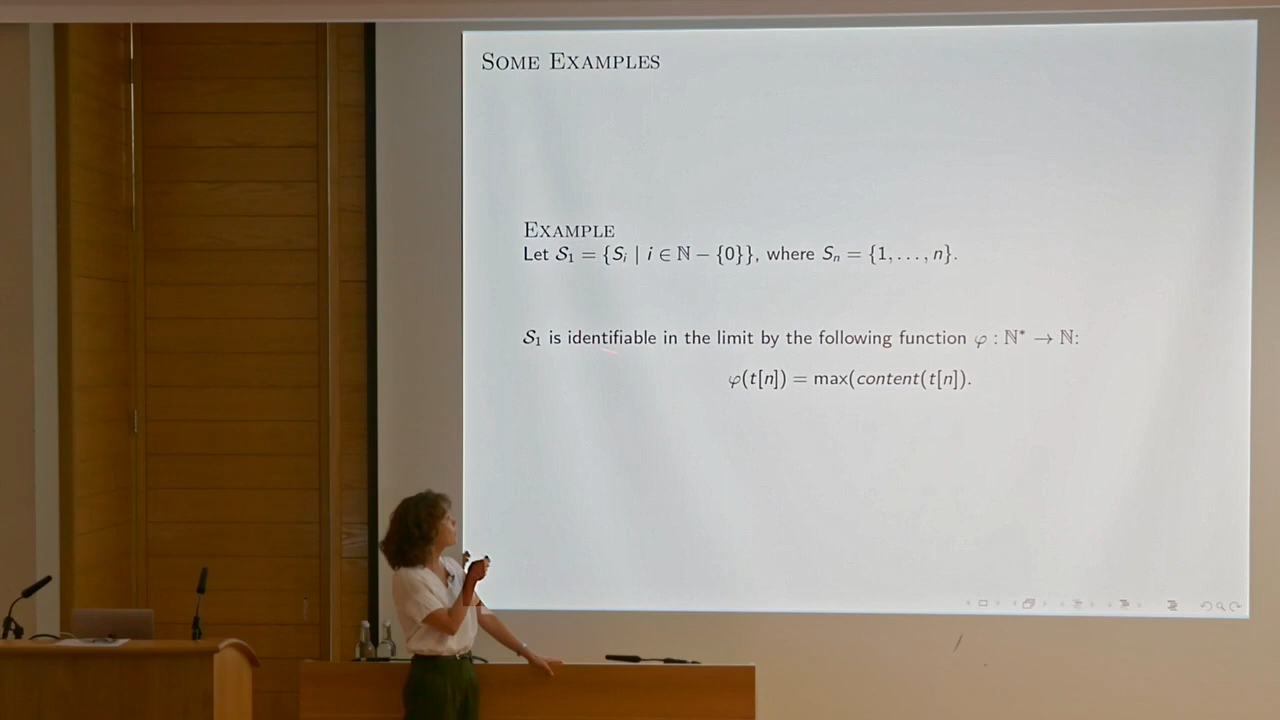 SOME EXAMPLES
EXAMPLE
Let 𝒮₁ = {Sᵢ | i ∈ ℕ − {0}}, where Sₙ = {1, . . . , n}.
𝒮₁ is identifiable in the limit by the following function φ : ℕ* → ℕ:
φ(t[n]) = max(content(t[n]).